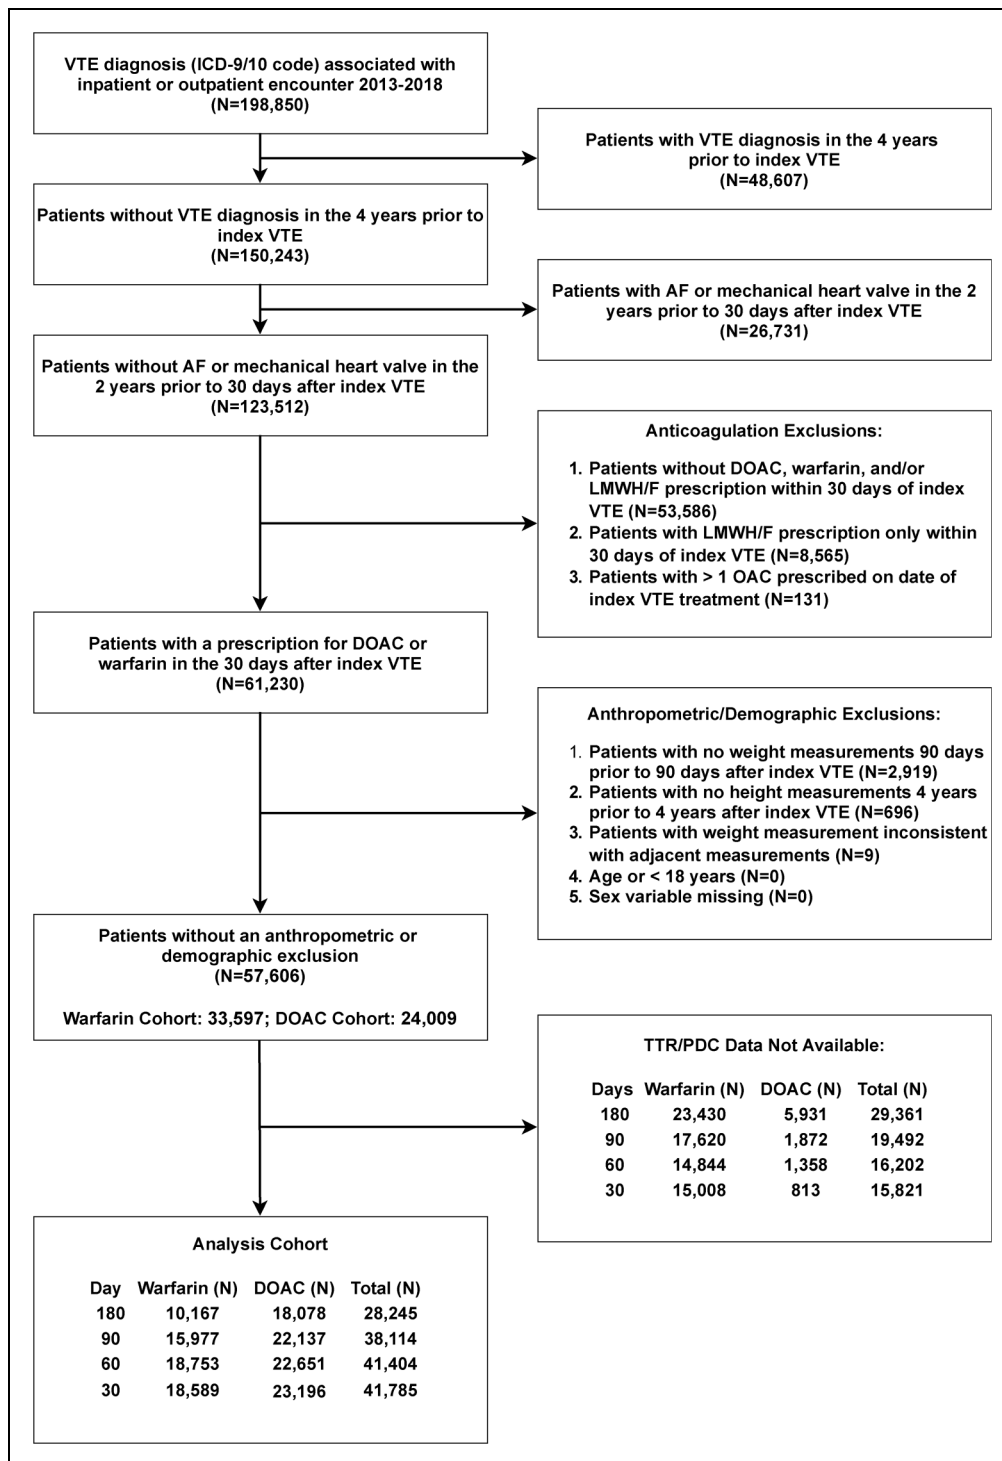 VTE diagnosis (ICD-9/10 code) associated with
inpatient or outpatient encounter 2013-2018
(N=198,850)
Patients with VTE diagnosis in the 4 years
prior to index VTE
(N=48,607)
Patients without VTE diagnosis in the 4 years prior to
index VTE
(N=150,243)
Patients with AF or mechanical heart valve in the 2
years prior to 30 days after index VTE
(N=26,731)
Patients without AF or mechanical heart valve in the
2 years prior to 30 days after index VTE
(N=123,512)
Anticoagulation Exclusions:
1. Patients without DOAC, warfarin, and/or
LMWH/F prescription within 30 days of index
VTE (N=53,586)
2. Patients with LMWH/F prescription only within
30 days of index VTE (N=8,565)
3. Patients with > 1 OAC prescribed on date of
index VTE treatment (N=131)
Patients with a prescription for DOAC or
warfarin in the 30 days after index VTE
(N=61,230)
Anthropometric/Demographic Exclusions:
1. Patients with no weight measurements 90 days
prior to 90 days after index VTE (N=2,919)
2. Patients with no height measurements 4 years
prior to 4 years after index VTE (N=696)
3. Patients with weight measurement inconsistent
with adjacent measurements (N=9)
4. Age or < 18 years (N=0)
5. Sex variable missing (N=0)
Patients without an anthropometric or
demographic exclusion
(N=57,606)
Warfarin Cohort: 33,597; DOAC Cohort: 24,009
TTR/PDC Data Not Available:
Days Warfarin (N) DOAC (N) Total (N)
180 23,430 5,931 29,361
90 17,620 1,872 19,492
60 14,844 1,358 16,202
30 15,008 813 15,821
Analysis Cohort
Day Warfarin (N) DOAC (N) Total (N)
180 10,167 18,078 28,245
90 15,977 22,137 38,114
60 18,753 22,651 41,404
30 18,589 23,196 41,785